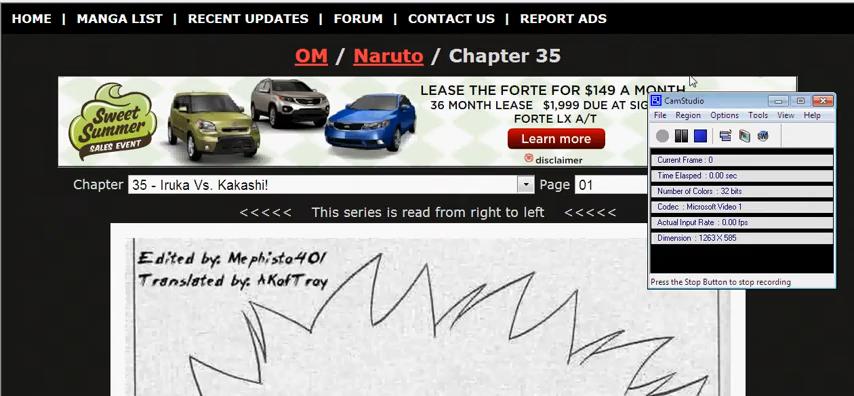 HOME | MANGA LIST | RECENT UPDATES | FORUM | CONTACT US | REPORT ADS
OM / Naruto / Chapter 35
Sweet Summer
SALES EVENT
LEASE THE FORTE FOR $149 A MONTH
36 MONTH LEASE $1,999 DUE AT SIG
FORTE LX A/T
Learn more
disclaimer
Chapter 35 - Iruka Vs. Kakashi! Page 01
<<<<< This series is read from right to left <<<<<
Edited by: Mephisto401
Translated by: AKofTroy
CamStudio
File Region Options Tools View Help
Current Frame : 0
Time Elasped : 0.00 sec
Number of Colors : 32 bits
Codec : Microsoft Video 1
Actual Input Rate : 0.00 fps
Dimension : 1263 X 585
Press the Stop Button to stop recording